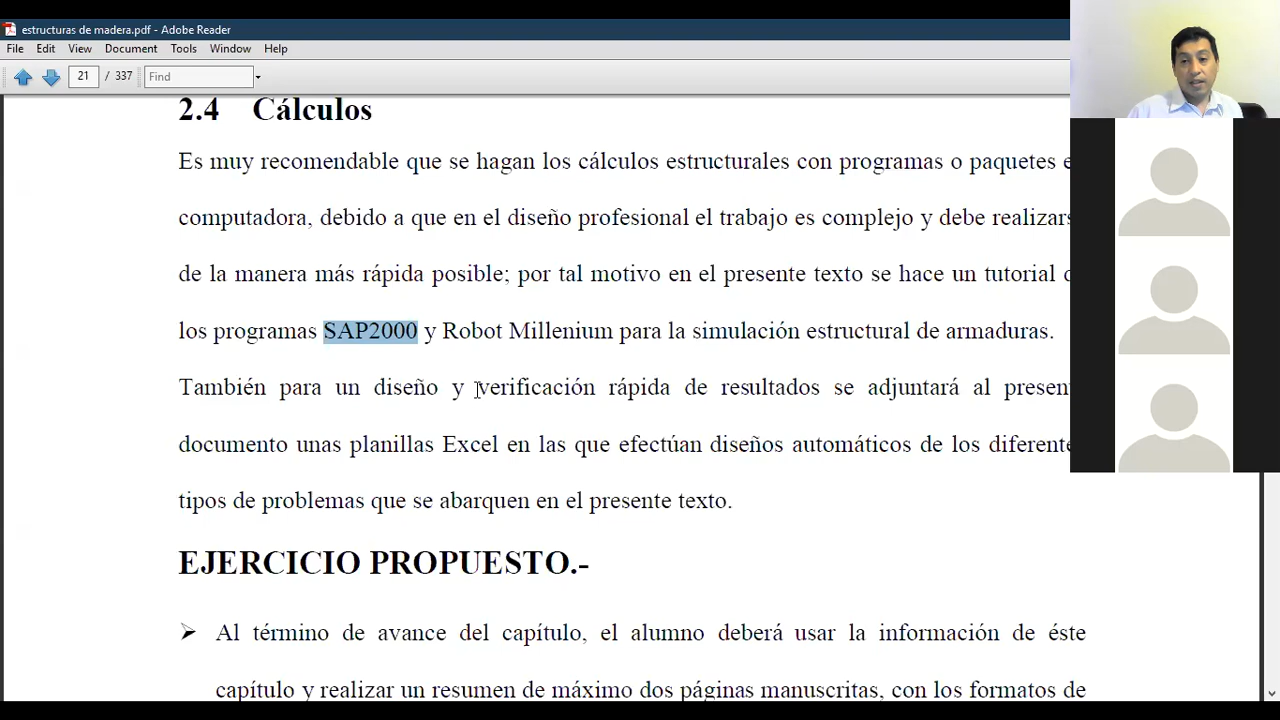 estructuras de madera.pdf - Adobe Reader
File Edit View Document Tools Window Help
21 / 337 Find
2.4 Cálculos
Es muy recomendable que se hagan los cálculos estructurales con programas o paquetes
computadora, debido a que en el diseño profesional el trabajo es complejo y debe
de la manera más rápida posible; por tal motivo en el presente texto se hace un tutorial
los programas SAP2000 y Robot Millenium para la simulación estructural de armaduras.
También para un diseño y verificación rápida de resultados se adjuntará al
documento unas planillas Excel en las que efectúan diseños automáticos de los
tipos de problemas que se abarquen en el presente texto.
EJERCICIO PROPUESTO.-
➢ Al término de avance del capítulo, el alumno deberá usar la información de éste
capítulo y realizar un resumen de máximo dos páginas manuscritas, con los formatos de